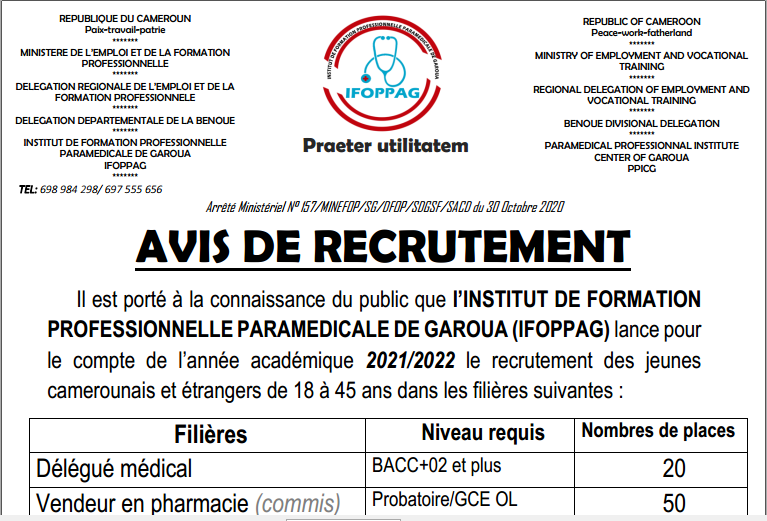 REPUBLIQUE DU CAMEROUN
Paix-travail-patrie
*******
MINISTERE DE L'EMPLOI ET DE LA FORMATION
PROFESSIONNELLE
*******
DELEGATION REGIONALE DE L'EMPLOI ET DE LA
FORMATION PROFESSIONNELE
*******
DELEGATION DEPARTEMENTALE DE LA BENOUE
*******
INSTITUT DE FORMATION PROFESSIONNELLE
PARAMEDICALE DE GAROUA
IFOPPAG
*******
TEL: 698 984 298/ 697 555 656
INSTITUT DE FORMATION PROFESSIONNELLE PARAMEDICALE DE GAROUA
IFOPPAG
Praeter utilitatem
REPUBLIC OF CAMEROON
Peace-work-fatherland
*******
MINISTRY OF EMPLOYMENT AND VOCATIONAL
TRAINING
*******
REGIONAL DELEGATION OF EMPLOYMENT AND
VOCATIONAL TRAINING
*******
BENOUE DIVISIONAL DELEGATION
*******
PARAMEDICAL PROFESSIONNAL INSTITUTE
CENTER OF GAROUA
PPICG
*******
Arrêté Ministériel Nº 157/MINEFOP/SG/DFOP/SDGSF/SACD du 30 Octobre 2020
AVIS DE RECRUTEMENT
Il est porté à la connaissance du public que l'INSTITUT DE FORMATION
PROFESSIONNELLE PARAMEDICALE DE GAROUA (IFOPPAG) lance pour
le compte de l'année académique 2021/2022 le recrutement des jeunes
camerounais et étrangers de 18 à 45 ans dans les filières suivantes :
Filières Niveau requis Nombres de places
Délégué médical BACC+02 et plus 20
Vendeur en pharmacie (commis) Probatoire/GCE OL 50